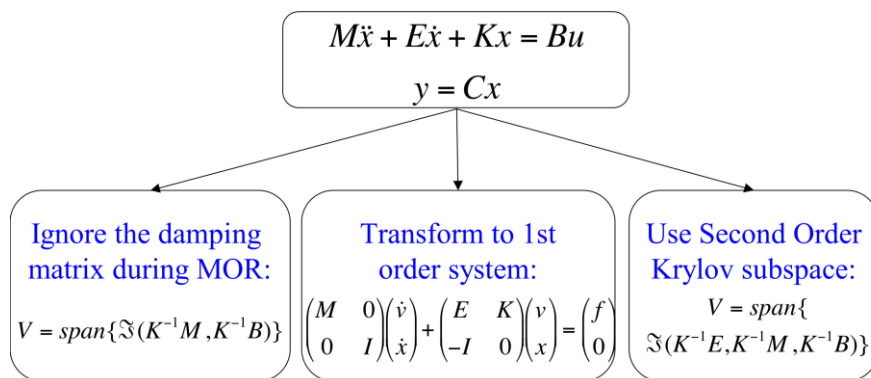 Mẍ + Eẋ + Kx = Bu
y = Cx
Ignore the damping
matrix during MOR:
V = span{ℑ(K⁻¹M, K⁻¹B)}
Transform to 1st
order system:
(M 0) (v̇) + (E K) (v) = (f)
(0 I) (ẋ) (−I 0) (x) (0)
Use Second Order
Krylov subspace:
V = span{
ℑ(K⁻¹E, K⁻¹M, K⁻¹B)}